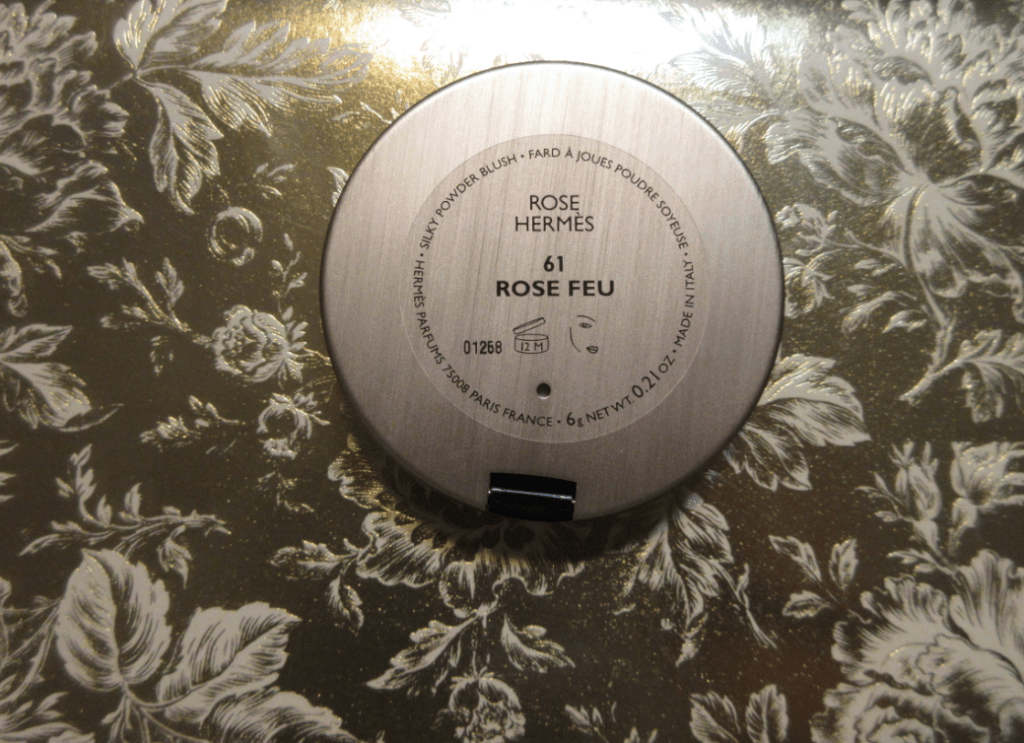 ROSE
HERMÈS
61
ROSE FEU
01258
12 M
HERMÈS PARFUMS 75008 PARIS FRANCE • 6g NET WT. 0.21 OZ. • MADE IN ITALY
• SILKY POWDER BLUSH • FARD À JOUES POUDRE SOYEUSE •